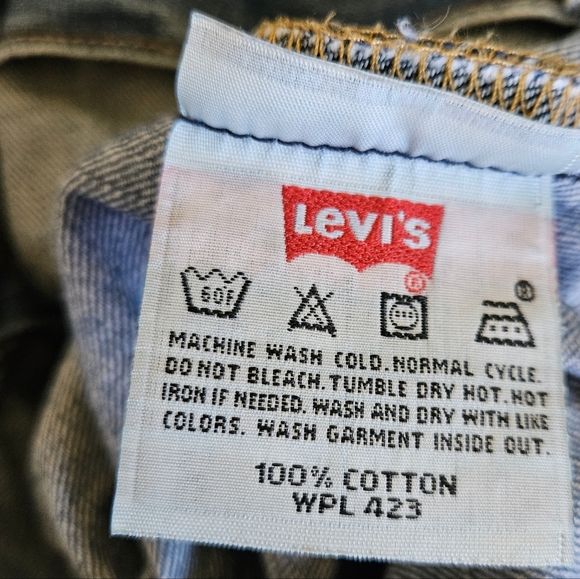 Levi's
®
®
80F
MACHINE WASH COLD. NORMAL CYCLE.
DO NOT BLEACH. TUMBLE DRY HOT. HOT
IRON IF NEEDED. WASH AND DRY WITH LIKE
COLORS. WASH GARMENT INSIDE OUT.
100% COTTON
WPL 423